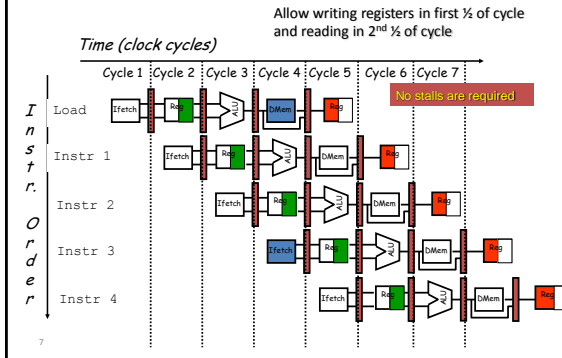 Allow writing registers in first ½ of cycle
and reading in 2nd ½ of cycle
Time (clock cycles)
Cycle 1 Cycle 2 Cycle 3 Cycle 4 Cycle 5 Cycle 6 Cycle 7
No stalls are required
I n s t r. O r d e r
Load Ifetch Reg ALU DMem Reg
Instr 1 Ifetch Reg ALU DMem Reg
Instr 2 Ifetch Reg ALU DMem Reg
Instr 3 Ifetch Reg ALU DMem Reg
Instr 4 Ifetch Reg ALU DMem Reg
7